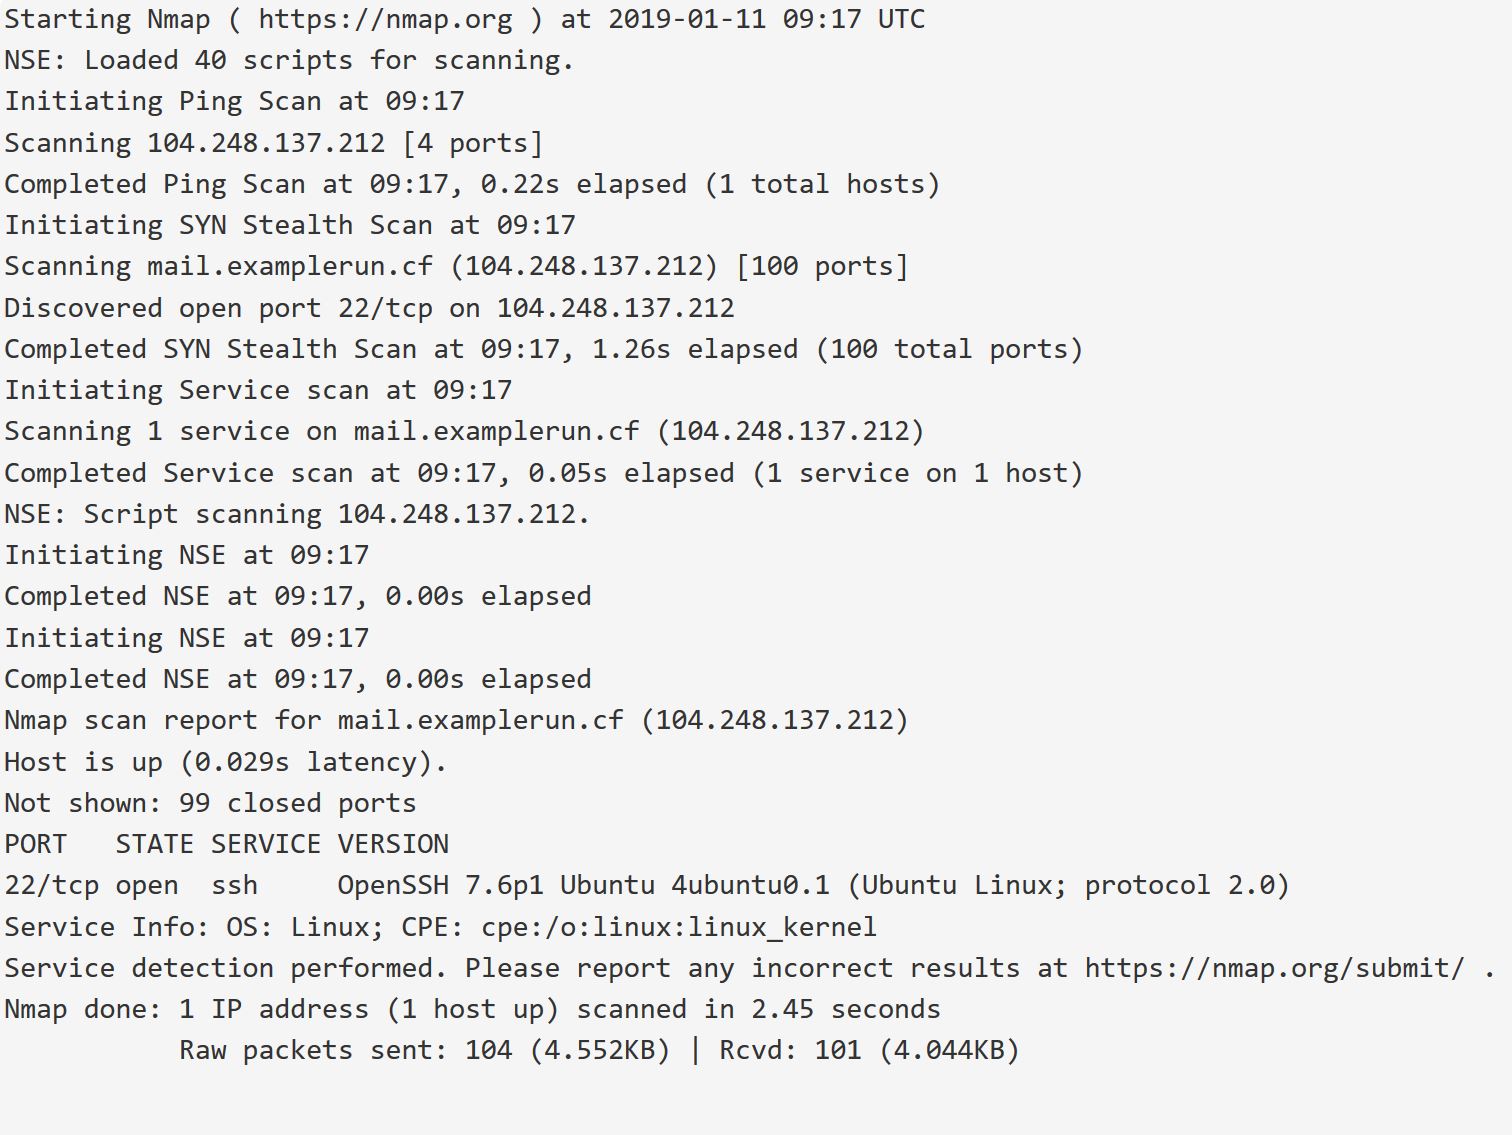 Starting Nmap ( https://nmap.org ) at 2019-01-11 09:17 UTC
NSE: Loaded 40 scripts for scanning.
Initiating Ping Scan at 09:17
Scanning 104.248.137.212 [4 ports]
Completed Ping Scan at 09:17, 0.22s elapsed (1 total hosts)
Initiating SYN Stealth Scan at 09:17
Scanning mail.examplerun.cf (104.248.137.212) [100 ports]
Discovered open port 22/tcp on 104.248.137.212
Completed SYN Stealth Scan at 09:17, 1.26s elapsed (100 total ports)
Initiating Service scan at 09:17
Scanning 1 service on mail.examplerun.cf (104.248.137.212)
Completed Service scan at 09:17, 0.05s elapsed (1 service on 1 host)
NSE: Script scanning 104.248.137.212.
Initiating NSE at 09:17
Completed NSE at 09:17, 0.00s elapsed
Initiating NSE at 09:17
Completed NSE at 09:17, 0.00s elapsed
Nmap scan report for mail.examplerun.cf (104.248.137.212)
Host is up (0.029s latency).
Not shown: 99 closed ports
PORT   STATE SERVICE VERSION
22/tcp open  ssh     OpenSSH 7.6p1 Ubuntu 4ubuntu0.1 (Ubuntu Linux; protocol 2.0)
Service Info: OS: Linux; CPE: cpe:/o:linux:linux_kernel
Service detection performed. Please report any incorrect results at https://nmap.org/submit/ .
Nmap done: 1 IP address (1 host up) scanned in 2.45 seconds
           Raw packets sent: 104 (4.552KB) | Rcvd: 101 (4.044KB)